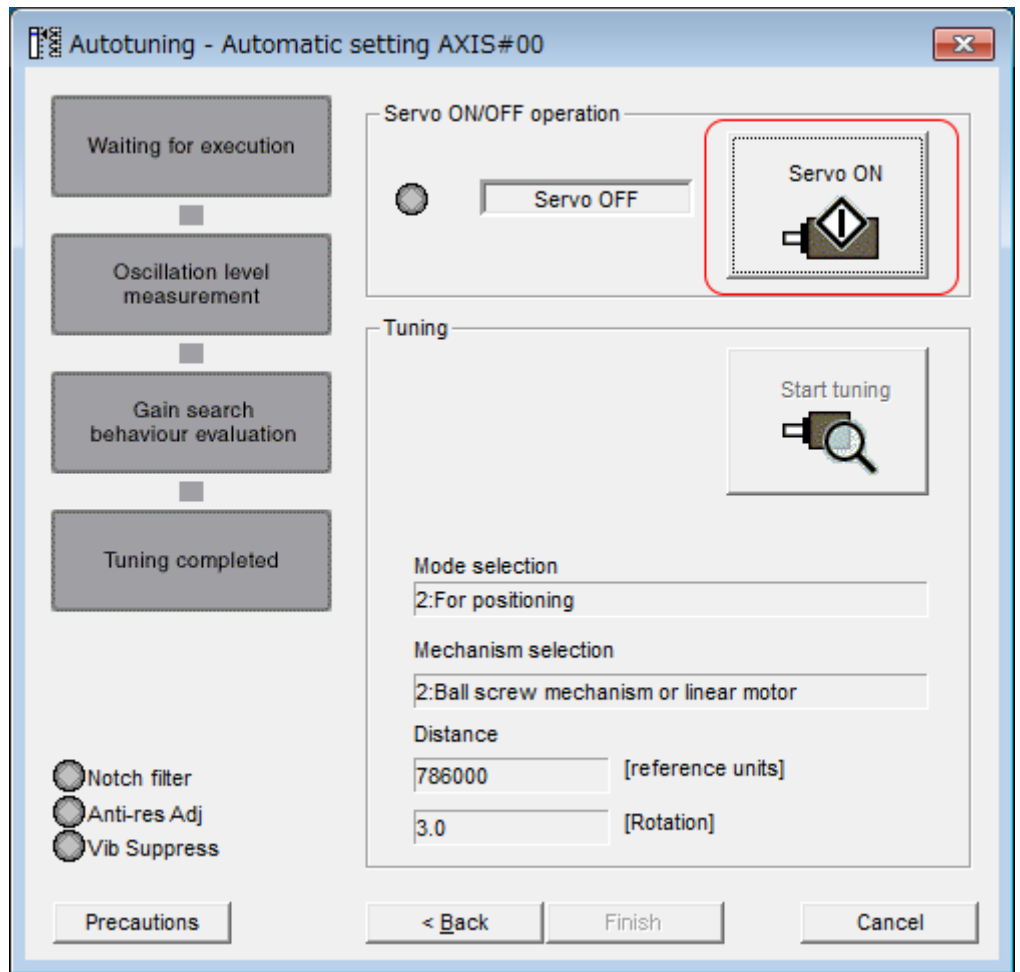 Autotuning - Automatic setting AXIS#00
Waiting for execution
Oscillation level
measurement
Gain search
behaviour evaluation
Tuning completed
Notch filter
Anti-res Adj
Vib Suppress
Servo ON/OFF operation
Servo OFF
Servo ON
Tuning
Start tuning
Mode selection
2:For positioning
Mechanism selection
2:Ball screw mechanism or linear motor
Distance
786000 [reference units]
3.0 [Rotation]
Precautions
< Back
Finish
Cancel